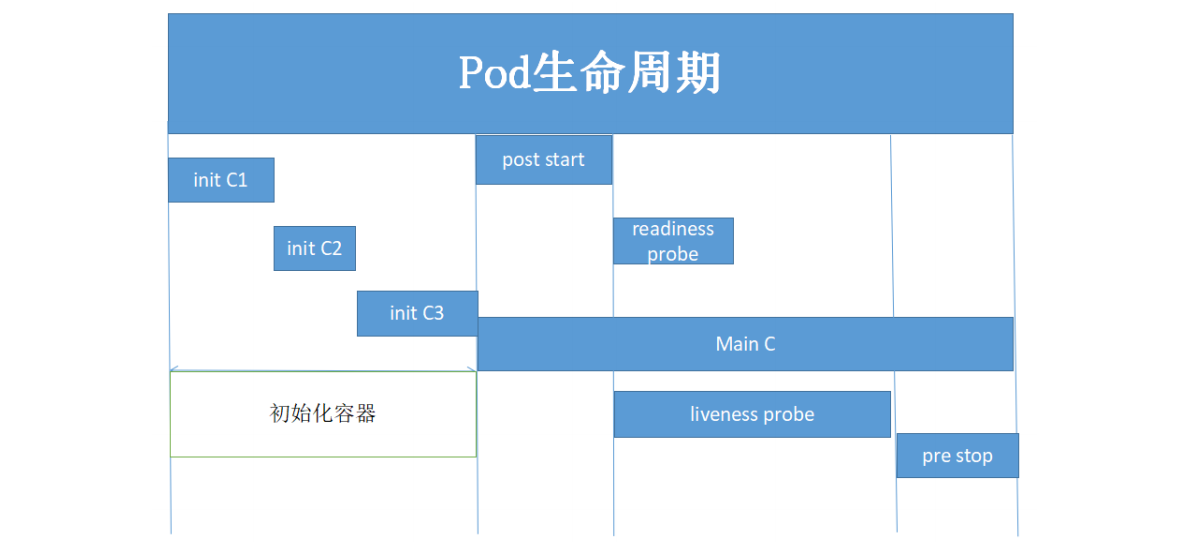 Pod生命周期
post start
init C1
readiness
probe
init C2
init C3
Main C
初始化容器
liveness probe
pre stop